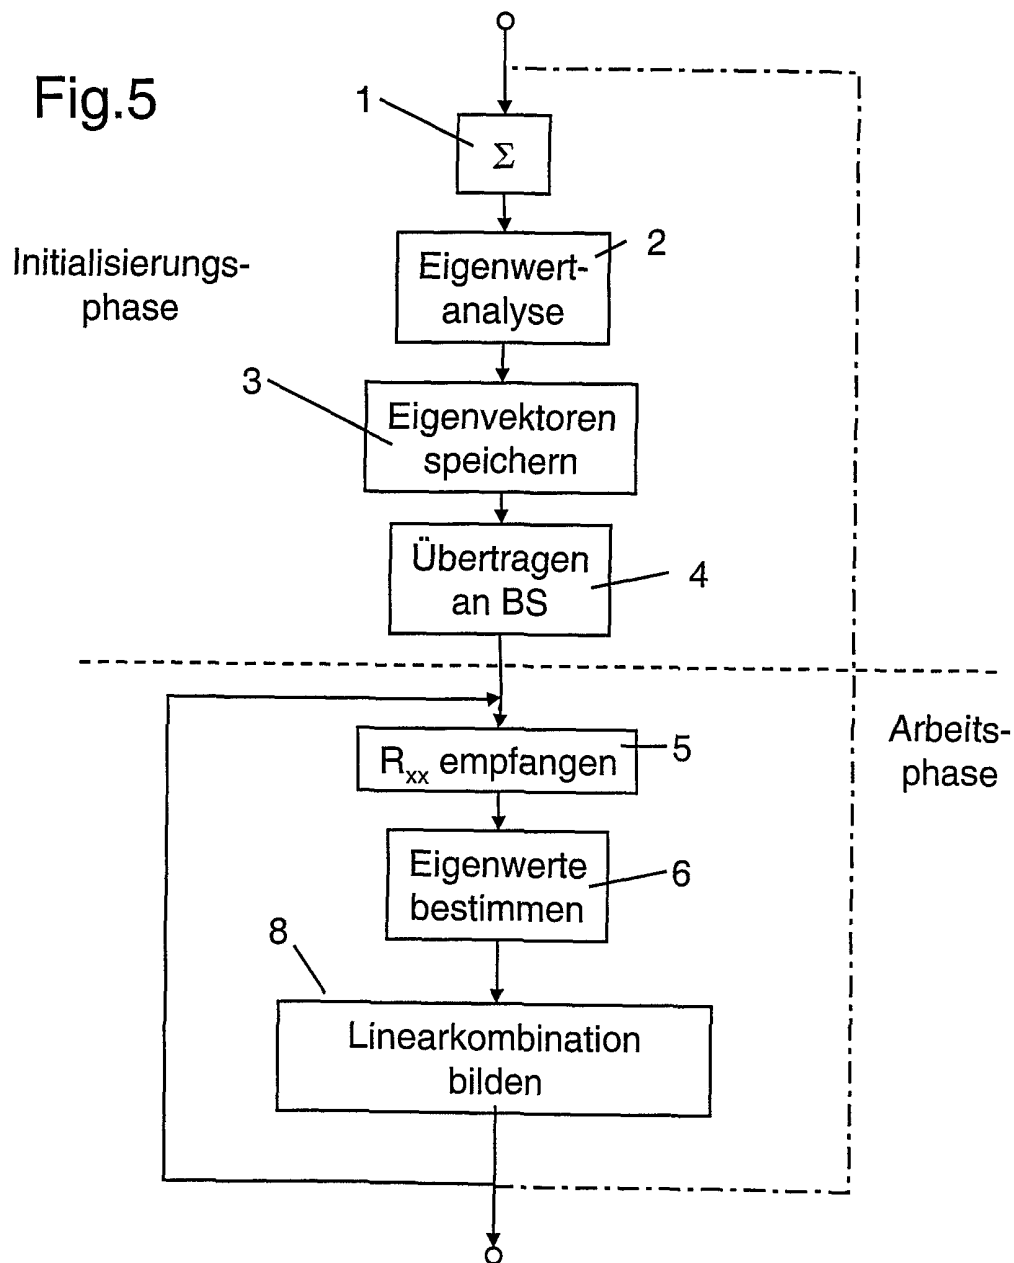 Fig.5
1
Σ
2
Eigenwert-
analyse
Initialisierungs-
phase
3
Eigenvektoren
speichern
Übertragen
an BS
4
Arbeits-
phase
R_xx empfangen
5
Eigenwerte
bestimmen
6
8
Linearkombination
bilden